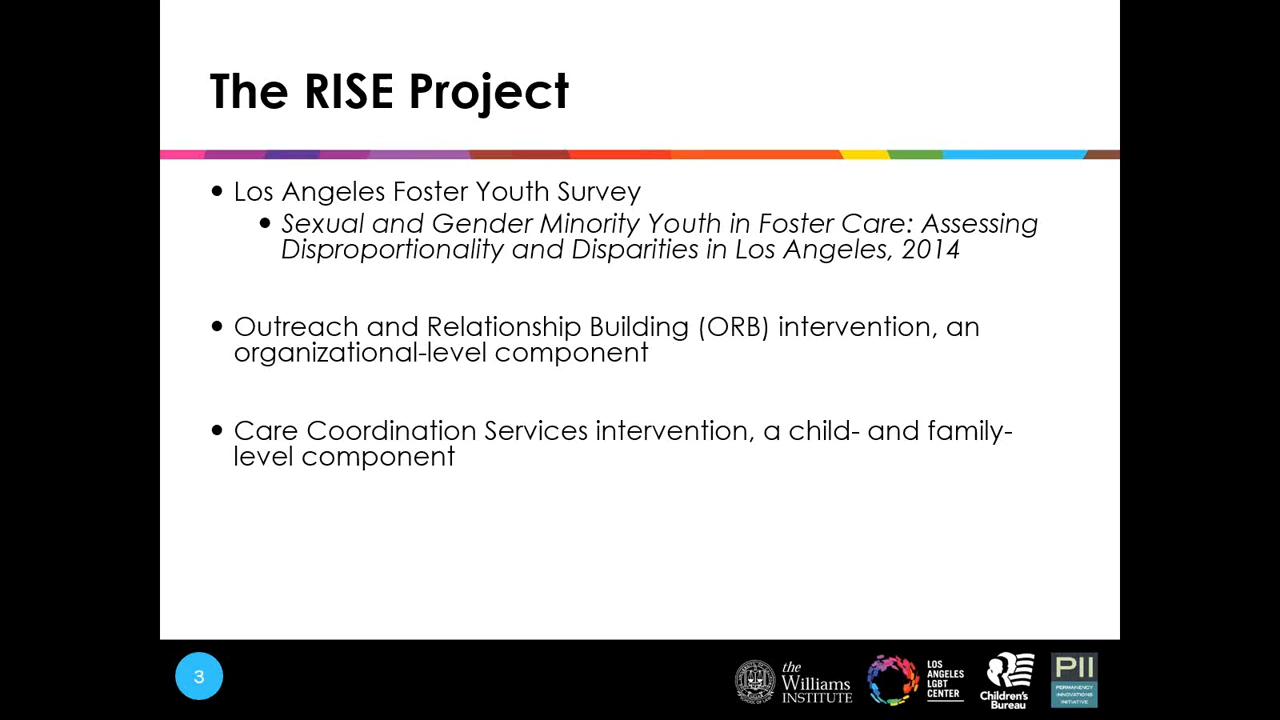 The RISE Project
• Los Angeles Foster Youth Survey
• Sexual and Gender Minority Youth in Foster Care: Assessing
Disproportionality and Disparities in Los Angeles, 2014
• Outreach and Relationship Building (ORB) intervention, an
organizational-level component
• Care Coordination Services intervention, a child- and family-
level component
3
the
Williams
INSTITUTE
LOS
ANGELES
LGBT
CENTER
Children's
Bureau
PII
PERMANENCY
INNOVATIONS
INITIATIVE